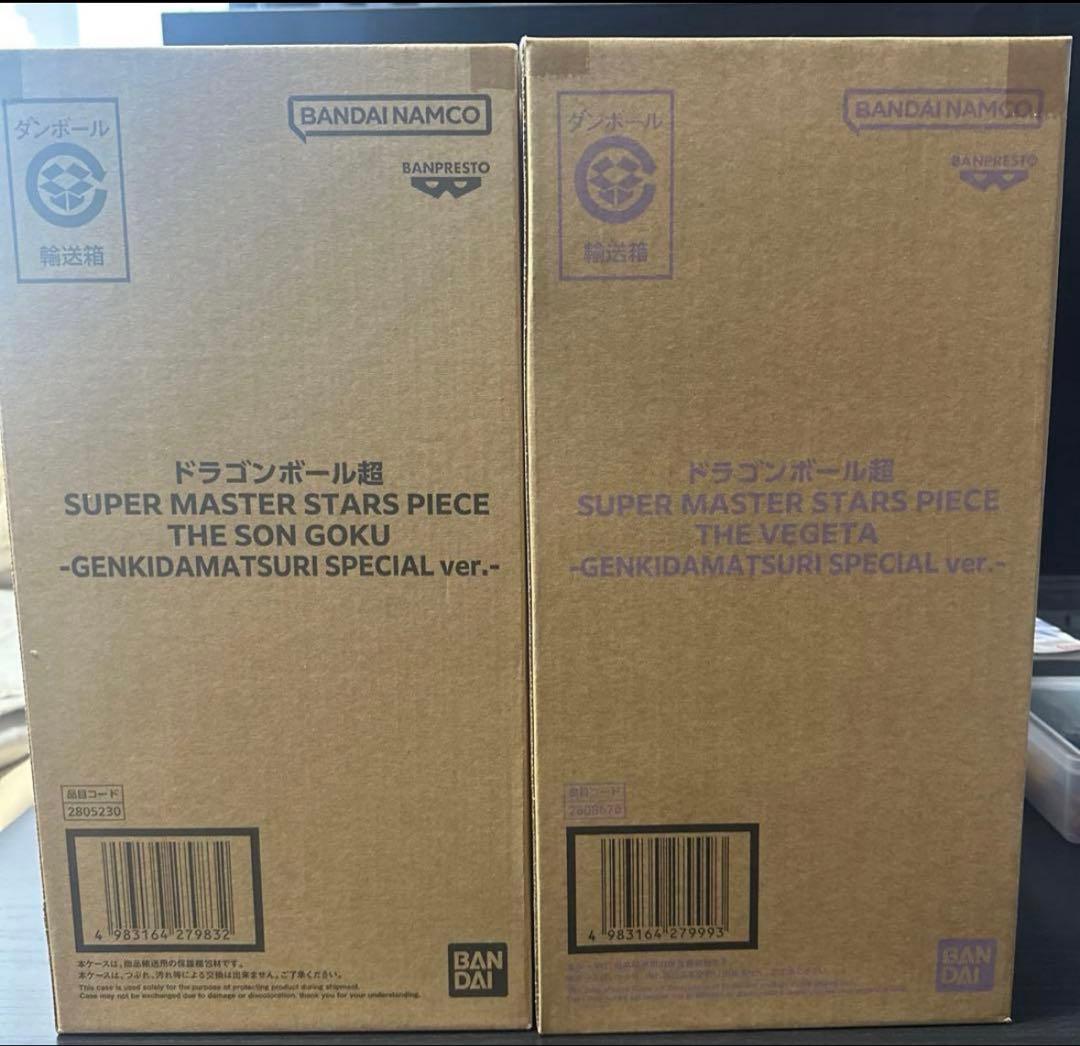 ダンボール
輸送箱
BANDAI NAMCO
BANPRESTO
ドラゴンボール超
SUPER MASTER STARS PIECE
THE SON GOKU
-GENKIDAMATSURI SPECIAL ver.-
品目コード
2805230
4 983164 279832
本ケースは、商品輸送用の保護梱包材です。
本ケースは、つぶれ、汚れ等による交換は出来ません。ご了承ください。
This case is used solely for the purpose of protecting product during shipment.
Case may not be exchanged due to damage or discoloration. thank you for your understanding.
BAN
DAI
ダンボール
輸送箱
BANDAI NAMCO
BANPRESTO
ドラゴンボール超
SUPER MASTER STARS PIECE
THE VEGETA
-GENKIDAMATSURI SPECIAL ver.-
品目コード
4 983164 279993
BAN
DAI